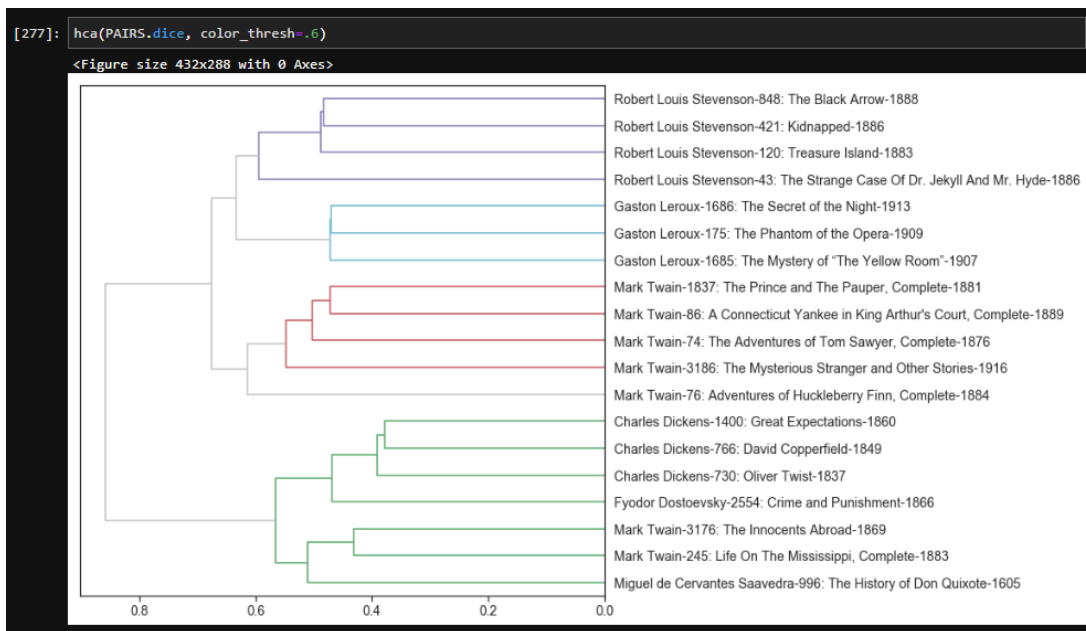 [277]: hca(PAIRS.dice, color_thresh=.6)
<Figure size 432x288 with 0 Axes>
Robert Louis Stevenson-848: The Black Arrow-1888
Robert Louis Stevenson-421: Kidnapped-1886
Robert Louis Stevenson-120: Treasure Island-1883
Robert Louis Stevenson-43: The Strange Case Of Dr. Jekyll And Mr. Hyde-1886
Gaston Leroux-1686: The Secret of the Night-1913
Gaston Leroux-175: The Phantom of the Opera-1909
Gaston Leroux-1685: The Mystery of “The Yellow Room”-1907
Mark Twain-1837: The Prince and The Pauper, Complete-1881
Mark Twain-86: A Connecticut Yankee in King Arthur's Court, Complete-1889
Mark Twain-74: The Adventures of Tom Sawyer, Complete-1876
Mark Twain-3186: The Mysterious Stranger and Other Stories-1916
Mark Twain-76: Adventures of Huckleberry Finn, Complete-1884
Charles Dickens-1400: Great Expectations-1860
Charles Dickens-766: David Copperfield-1849
Charles Dickens-730: Oliver Twist-1837
Fyodor Dostoevsky-2554: Crime and Punishment-1866
Mark Twain-3176: The Innocents Abroad-1869
Mark Twain-245: Life On The Mississippi, Complete-1883
Miguel de Cervantes Saavedra-996: The History of Don Quixote-1605
0.8 0.6 0.4 0.2 0.0